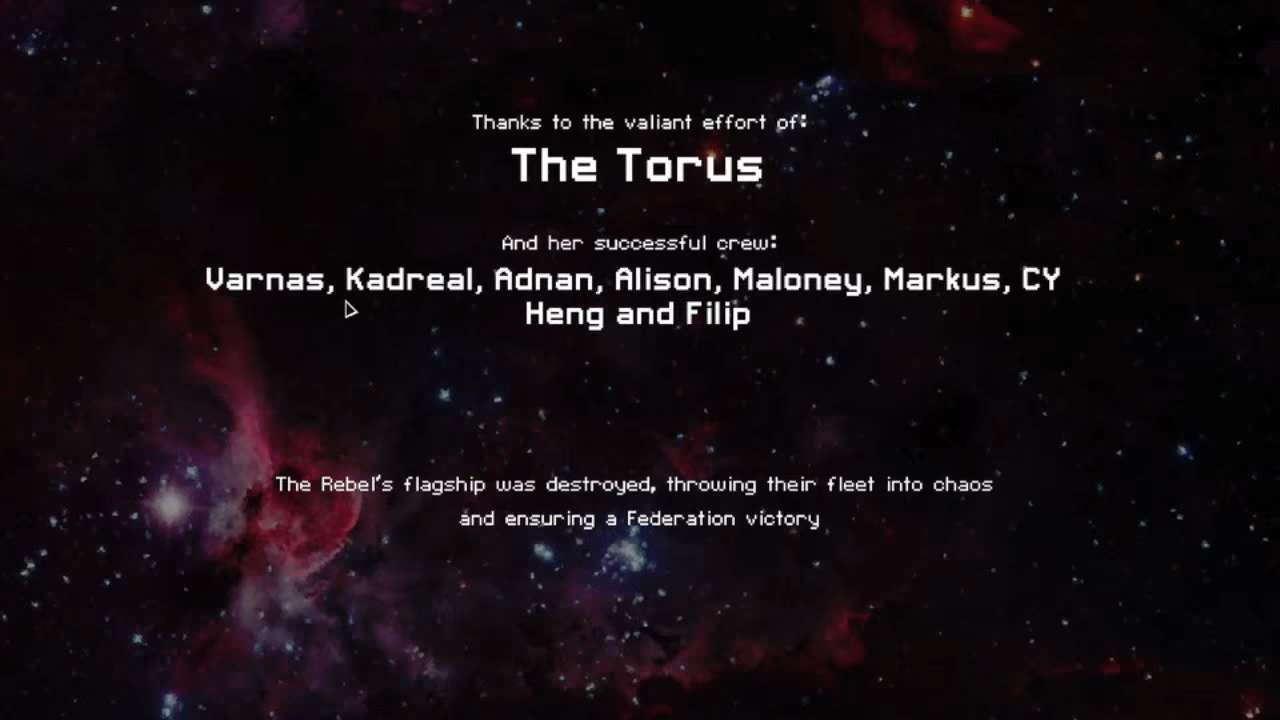 Thanks to the valiant effort of:
The Torus
And her successful crew:
Varnas, Kadreal, Adnan, Alison, Maloney, Markus, CY
Heng and Filip
The Rebel's flagship was destroyed, throwing their fleet into chaos
and ensuring a Federation victory